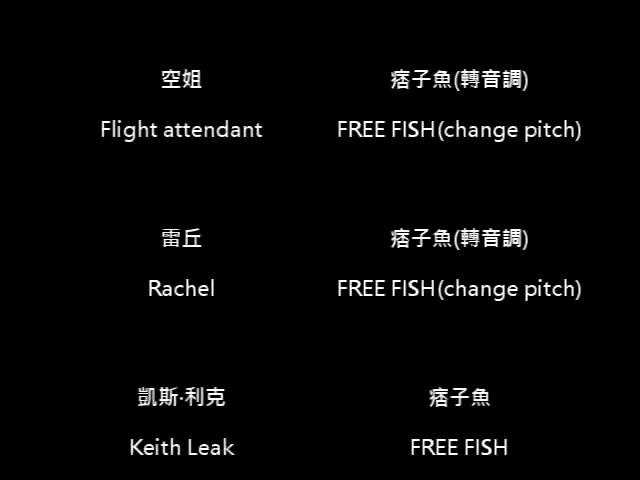 空姐 痞子魚(轉音調)
Flight attendant FREE FISH(change pitch)
雷丘 痞子魚(轉音調)
Rachel FREE FISH(change pitch)
凱斯·利克 痞子魚
Keith Leak FREE FISH